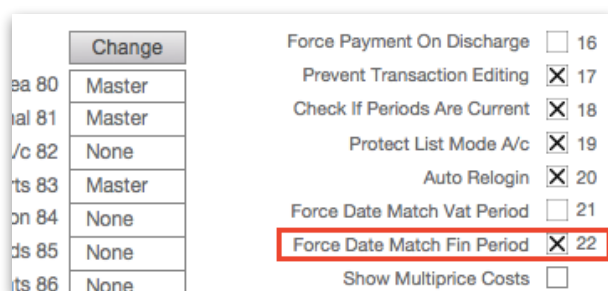 Change
ea 80 Master
al 81 Master
/c 82 None
ts 83 Master
on 84 None
ds 85 None
ts 86 None
Force Payment On Discharge 16
Prevent Transaction Editing 17
Check If Periods Are Current 18
Protect List Mode A/c 19
Auto Relogin 20
Force Date Match Vat Period 21
Force Date Match Fin Period 22
Show Multiprice Costs